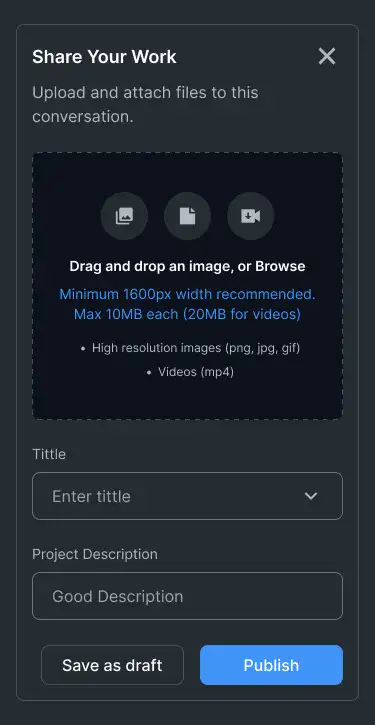 Share Your Work
Upload and attach files to this
conversation.
Drag and drop an image, or Browse
Minimum 1600px width recommended.
Max 10MB each (20MB for videos)
• High resolution images (png, jpg, gif)
• Videos (mp4)
Tittle
Enter tittle
Project Description
Good Description
Save as draft
Publish